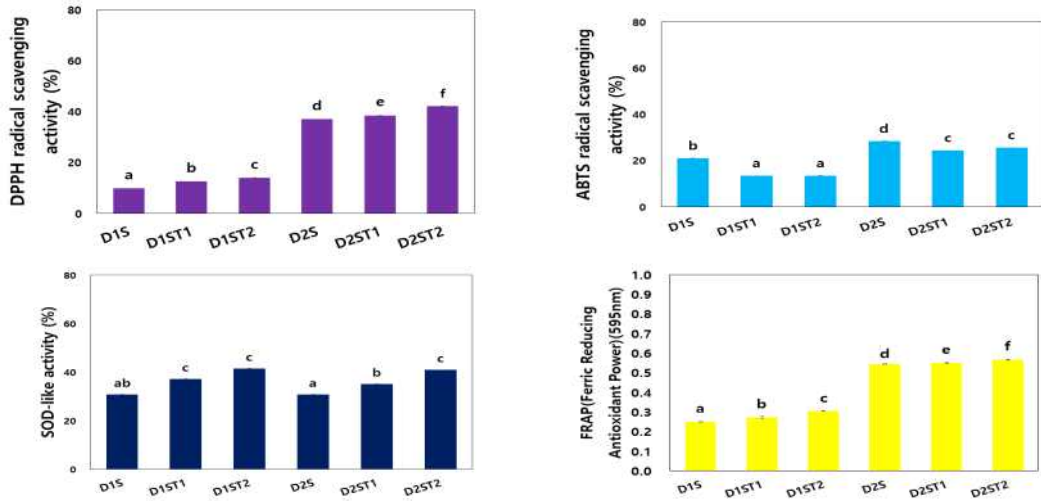 DPPH radical scavenging
activity (%)
80
60
40
20
0
a
b
c
d
e
f
D1S
D1ST1
D1ST2
D2S
D2ST1
D2ST2
ABTS radical scavenging
activity (%)
80
60
40
20
0
b
a
a
d
c
c
D1S
D1ST1
D1ST2
D2S
D2ST1
D2ST2
SOD-like activity (%)
80
60
40
20
0
ab
c
c
a
b
c
D1S
D1ST1
D1ST2
D2S
D2ST1
D2ST2
FRAP(Ferric Reducing
Antioxidant Power)(595nm)
1.0
0.9
0.8
0.7
0.6
0.5
0.4
0.3
0.2
0.1
0.0
a
b
c
d
e
f
D1S
D1ST1
D1ST2
D2S
D2ST1
D2ST2